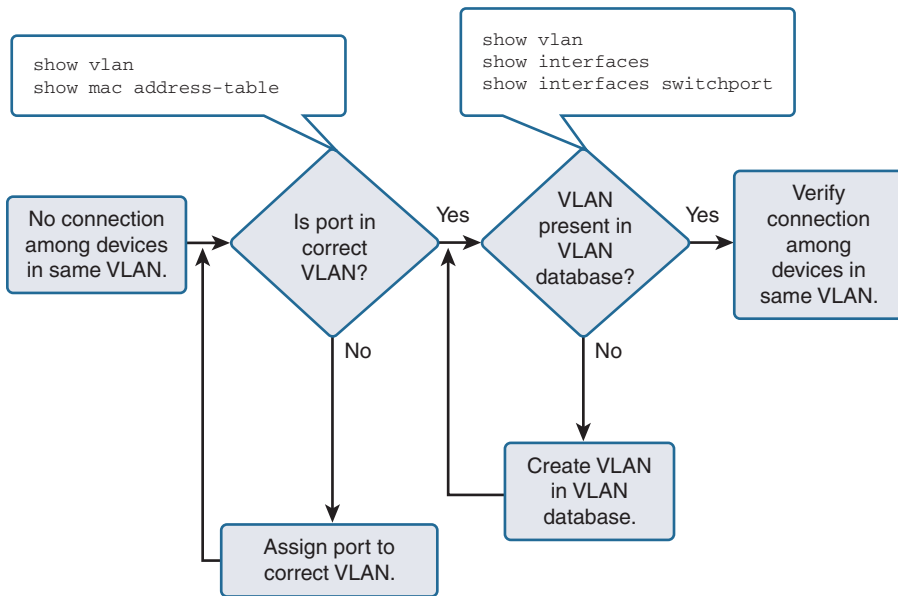 show vlan
show mac address-table
show vlan
show interfaces
show interfaces switchport
No connection
among devices
in same VLAN.
Is port in
correct
VLAN?
Yes
VLAN
present in
VLAN
database?
Yes
Verify
connection
among
devices in
same VLAN.
No
No
Create VLAN
in VLAN
database.
Assign port to
correct VLAN.